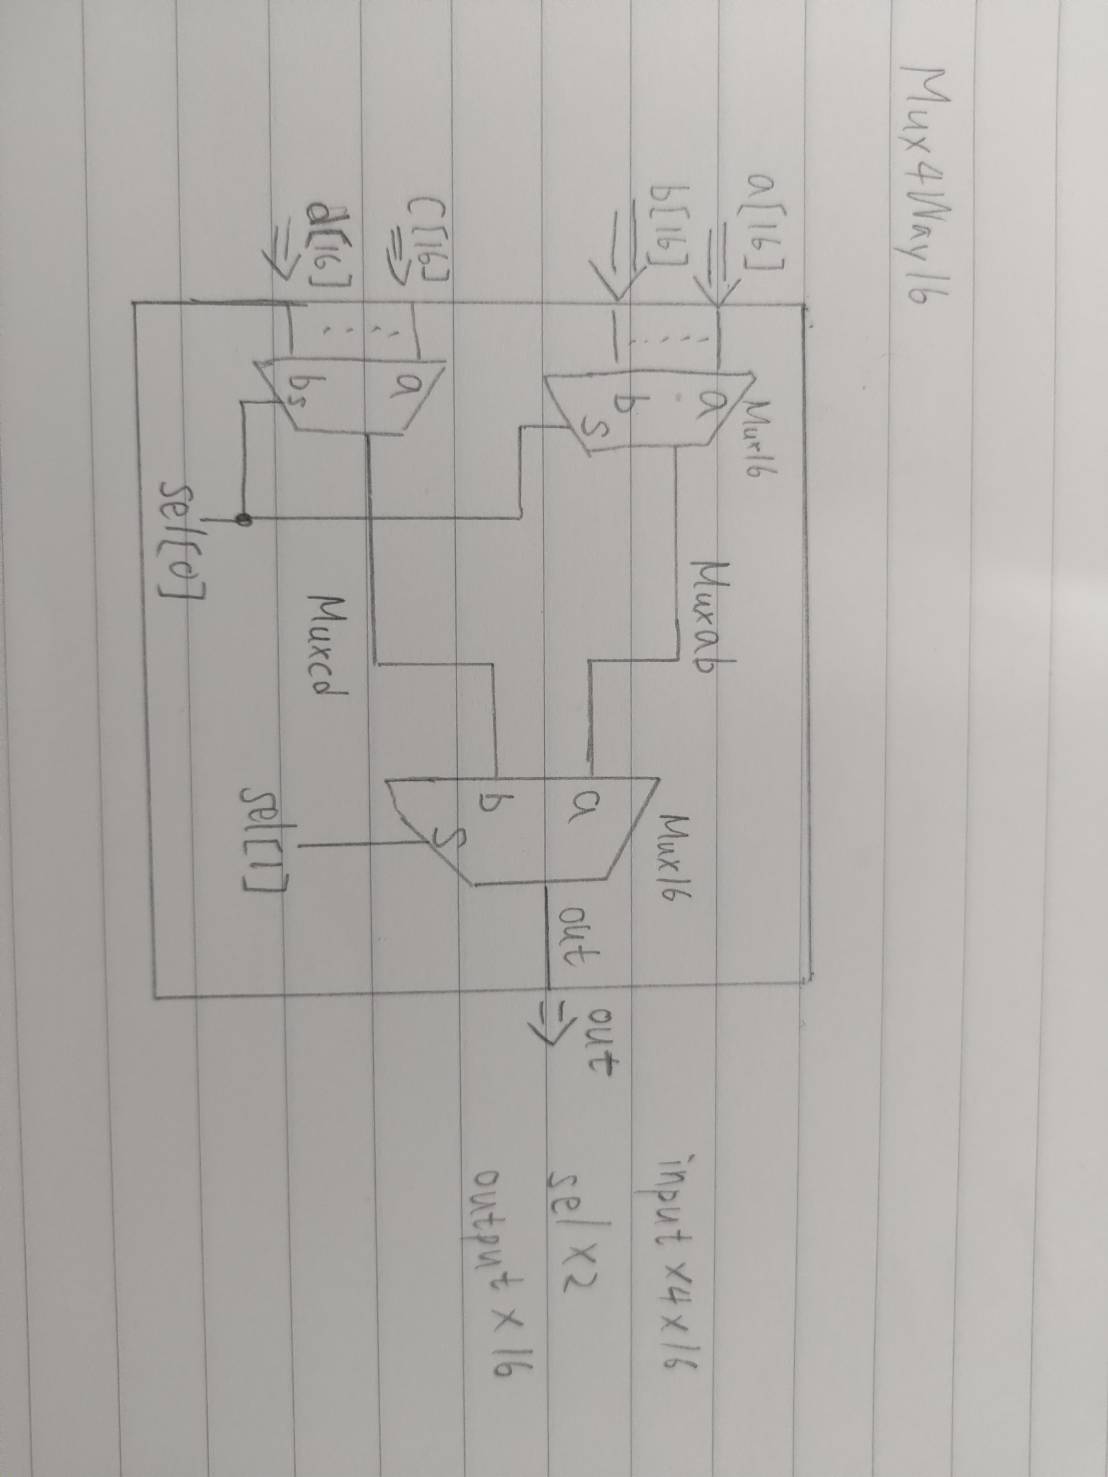 Mux4Way16
a[16]
b[16]
Mux16
a
b
S
Muxab
Mux16
a
b
S
out
out
input x4x16
sel x2
output x 16
C[16]
d[16]
a
b s
Muxcd
sel[0]
sel[1]